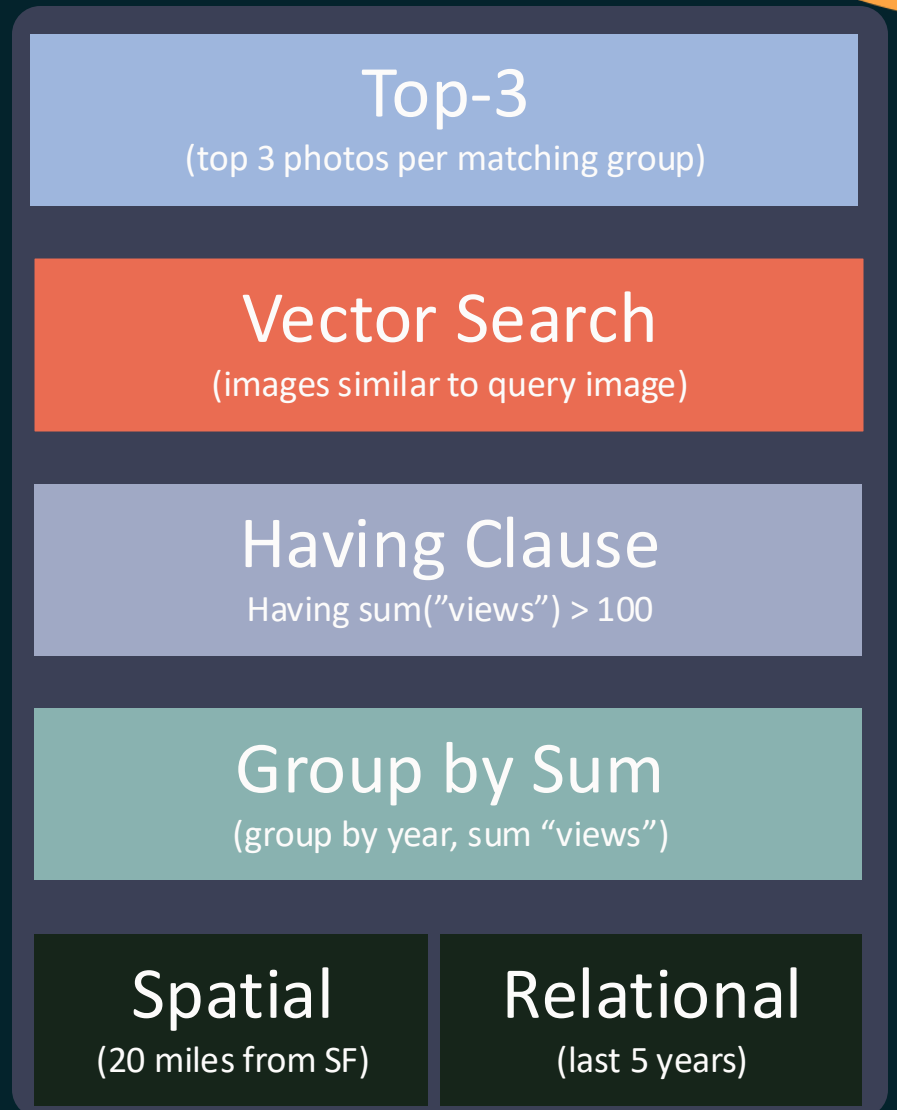 Top-3
(top 3 photos per matching group)
Vector Search
(images similar to query image)
Having Clause
Having sum(”views”) > 100
Group by Sum
(group by year, sum “views”)
Spatial
(20 miles from SF)
Relational
(last 5 years)